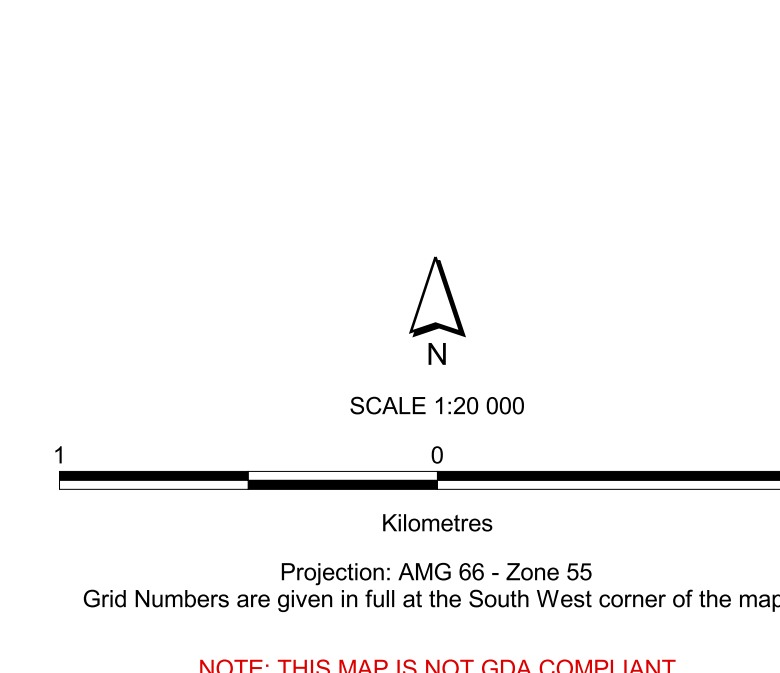 N
SCALE 1:20 000
1 0
Kilometres
Projection: AMG 66 - Zone 55
Grid Numbers are given in full at the South West corner of the map
NOTE: THIS MAP IS NOT GDA COMPLIANT